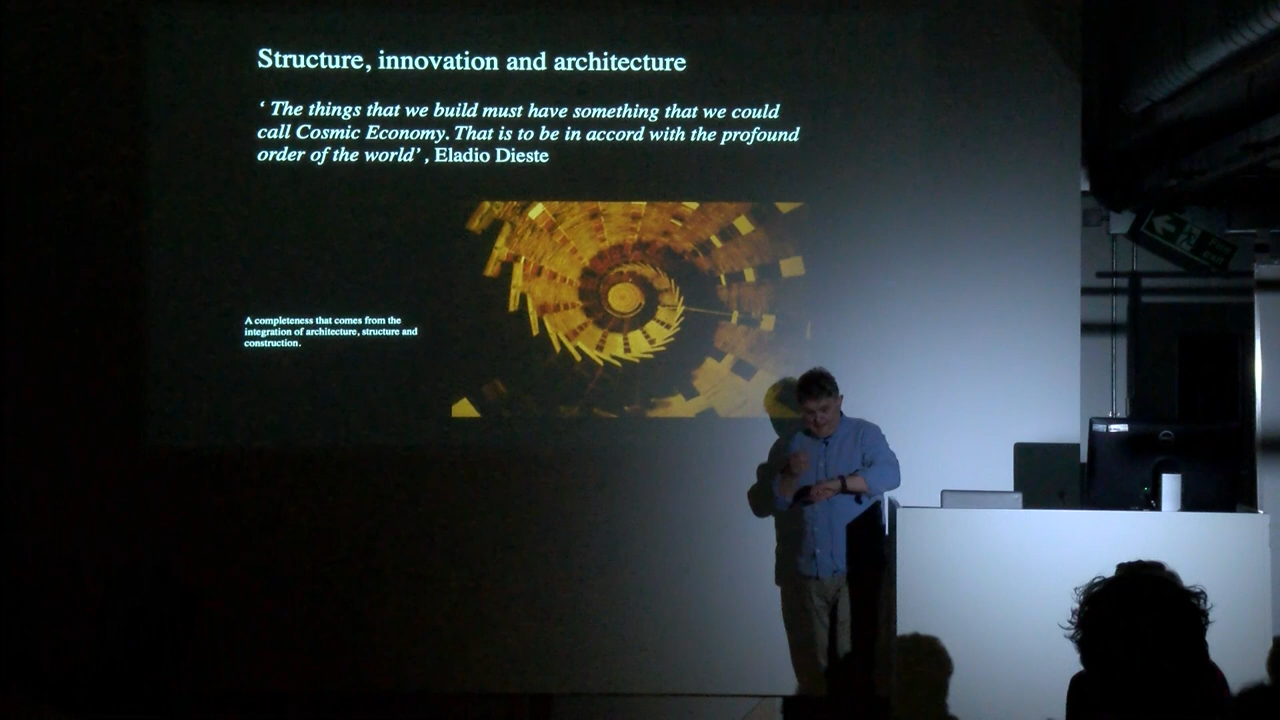 Structure, innovation and architecture
‘ The things that we build must have something that we could
call Cosmic Economy. That is to be in accord with the profound
order of the world’ , Eladio Dieste
A completeness that comes from the
integration of architecture, structure and
construction.